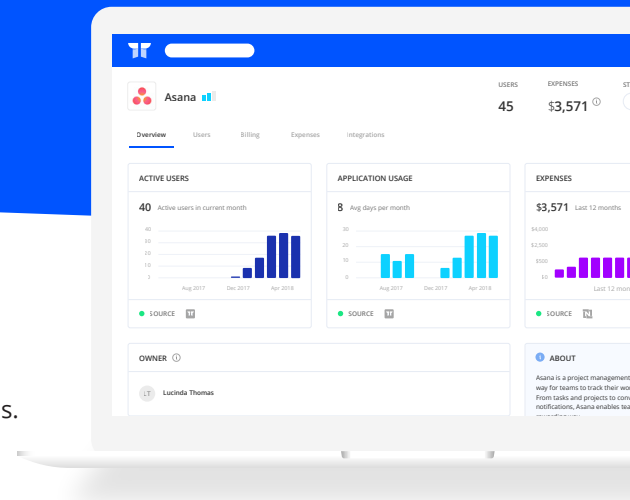 USERS
EXPENSES
ST
Asana
45
$3,571
Overview Users Billing Expenses Integrations
ACTIVE USERS
40 Active users in current month
40
30
20
10
Aug 2017 Dec 2017 Apr 2018
SOURCE
APPLICATION USAGE
8 Avg days per month
30
20
10
0
Aug 2017 Dec 2017 Apr 2018
SOURCE
EXPENSES
$3,571 Last 12 months
$4,000
$2,500
$500
$0
Last 12 mon
SOURCE
OWNER
LT Lucinda Thomas
ABOUT
Asana is a project management
way for teams to track their wo
From tasks and projects to conv
notifications, Asana enables tea
s.